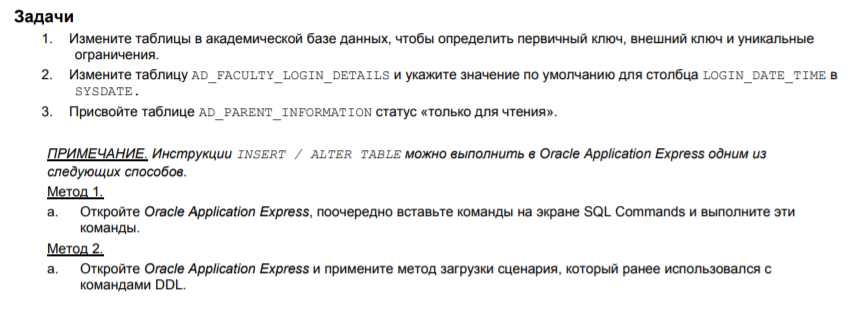 Задачи
1. Измените таблицы в академической базе данных, чтобы определить первичный ключ, внешний ключ и уникальные
ограничения.
2. Измените таблицу AD_FACULTY_LOGIN_DETAILS и укажите значение по умолчанию для столбца LOGIN_DATE_TIME в
SYSDATE.
3. Присвойте таблице AD_PARENT_INFORMATION статус «только для чтения».
ПРИМЕЧАНИЕ. Инструкции INSERT / ALTER TABLE можно выполнить в Oracle Application Express одним из
следующих способов.
Метод 1.
a. Откройте Oracle Application Express, поочередно вставьте команды на экране SQL Commands и выполните эти
команды.
Метод 2.
a. Откройте Oracle Application Express и примените метод загрузки сценария, который ранее использовался с
командами DDL.